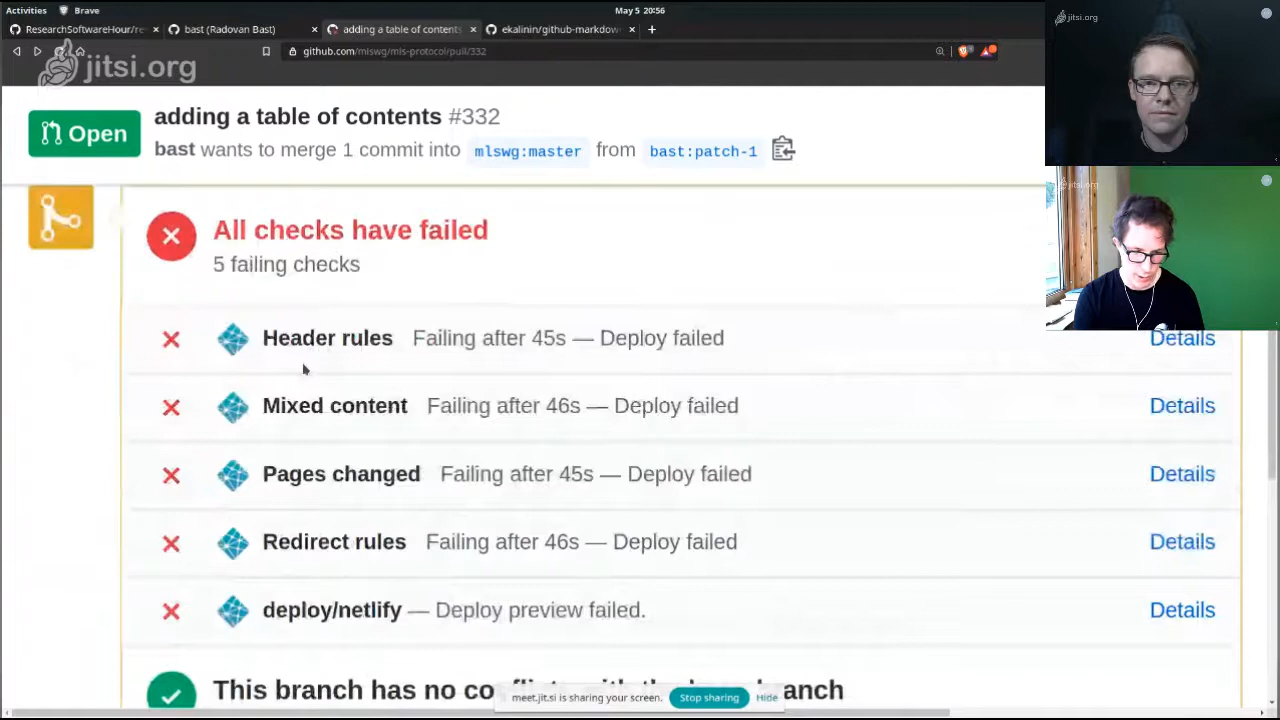 Activities Brave May 5 20:56
ResearchSoftwareHour/re bast (Radovan Bast) adding a table of contents ekalinin/github-markdow
github.com/mlswg/mls-protocol/pull/332
jitsi.org
jitsi.org
jitsi.org
Open
adding a table of contents #332
bast wants to merge 1 commit into mlswg:master from bast:patch-1
All checks have failed
5 failing checks
Header rules Failing after 45s — Deploy failed Details
Mixed content Failing after 46s — Deploy failed Details
Pages changed Failing after 45s — Deploy failed Details
Redirect rules Failing after 46s — Deploy failed Details
deploy/netlify — Deploy preview failed. Details
This branch has no co anch
meet.jit.si is sharing your screen. Stop sharing Hide